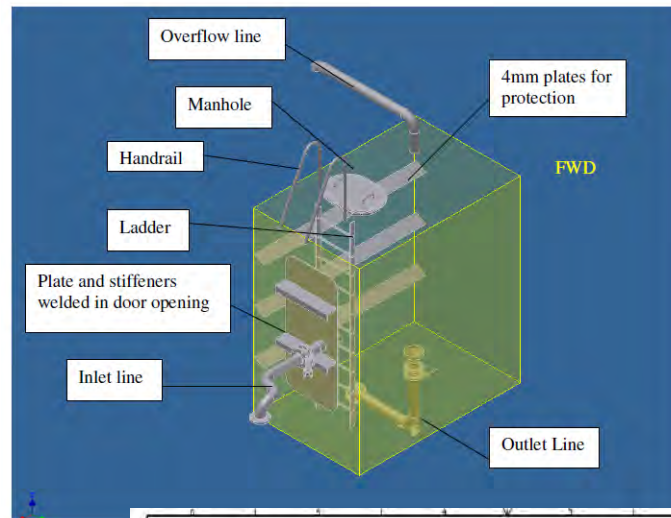 Overflow line
4mm plates for
protection
Manhole
FWD
Handrail
Ladder
Plate and stiffeners
welded in door opening
Inlet line
Outlet Line